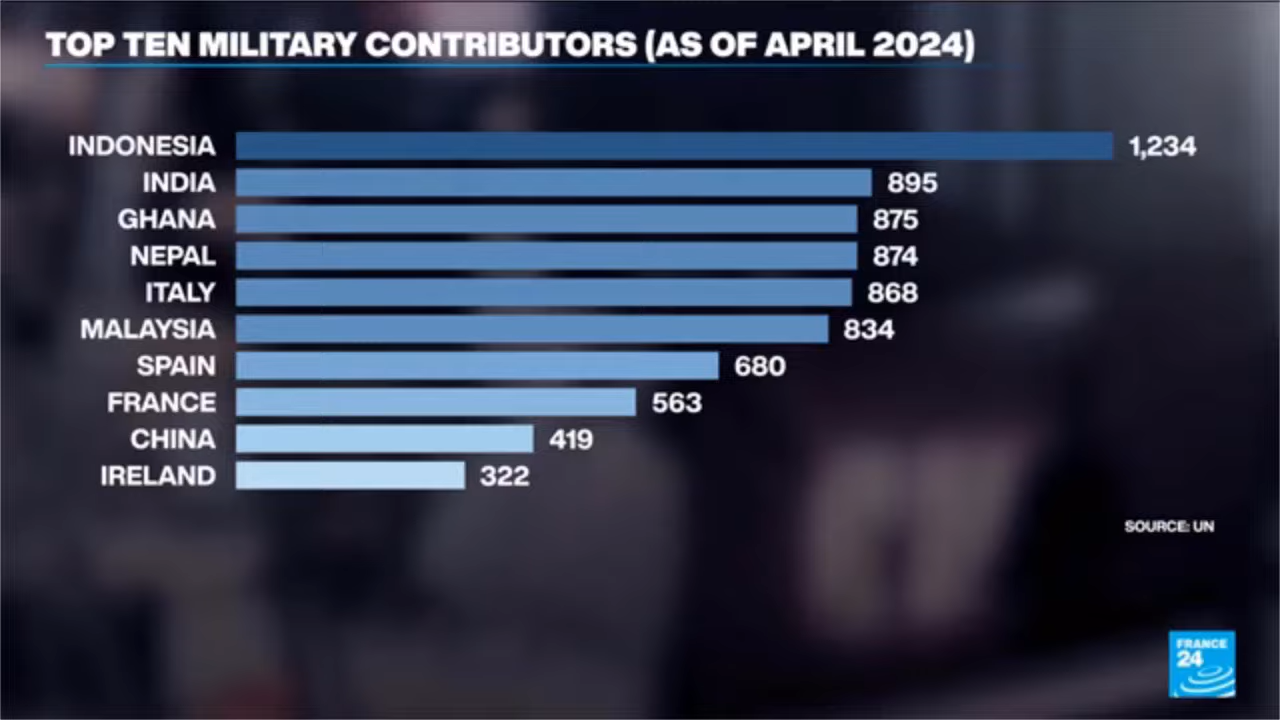 TOP TEN MILITARY CONTRIBUTORS (AS OF APRIL 2024)
INDONESIA 1,234
INDIA 895
GHANA 875
NEPAL 874
ITALY 868
MALAYSIA 834
SPAIN 680
FRANCE 563
CHINA 419
IRELAND 322
SOURCE: UN
FRANCE
24